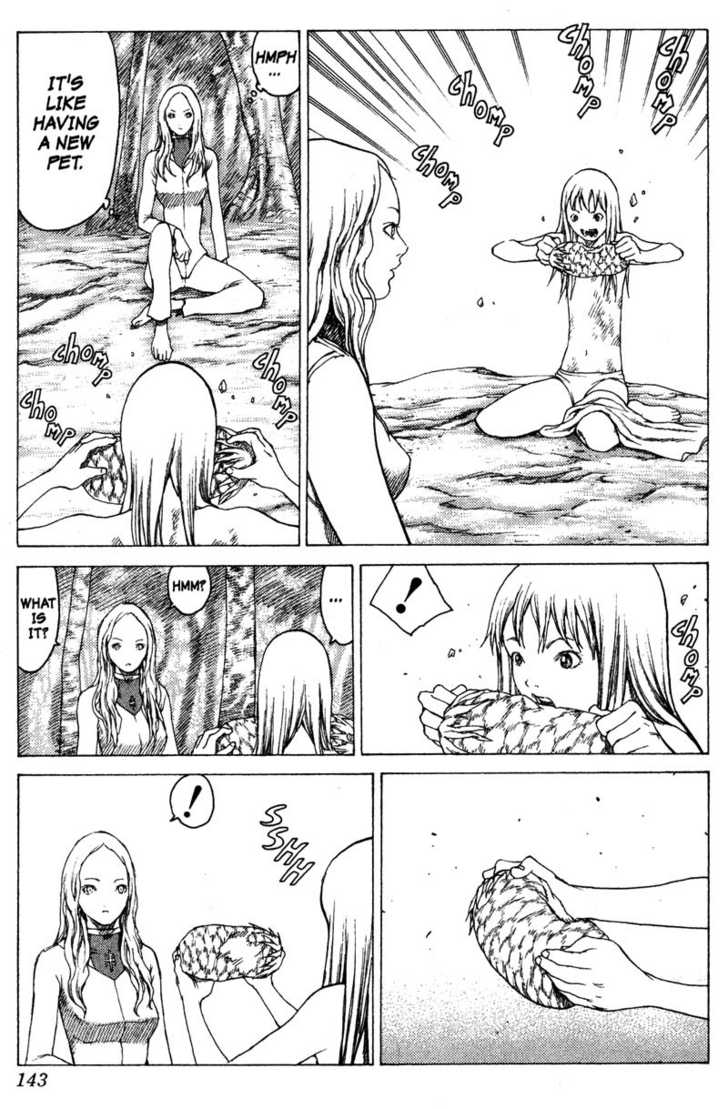 HMPH
...
IT'S
LIKE
HAVING
A NEW
PET.
chomp
chomp
chomp
chomp
chomp
chomp
chomp
WHAT
IS
IT?
HMM?
...
!
chomp
!
SSHH
143